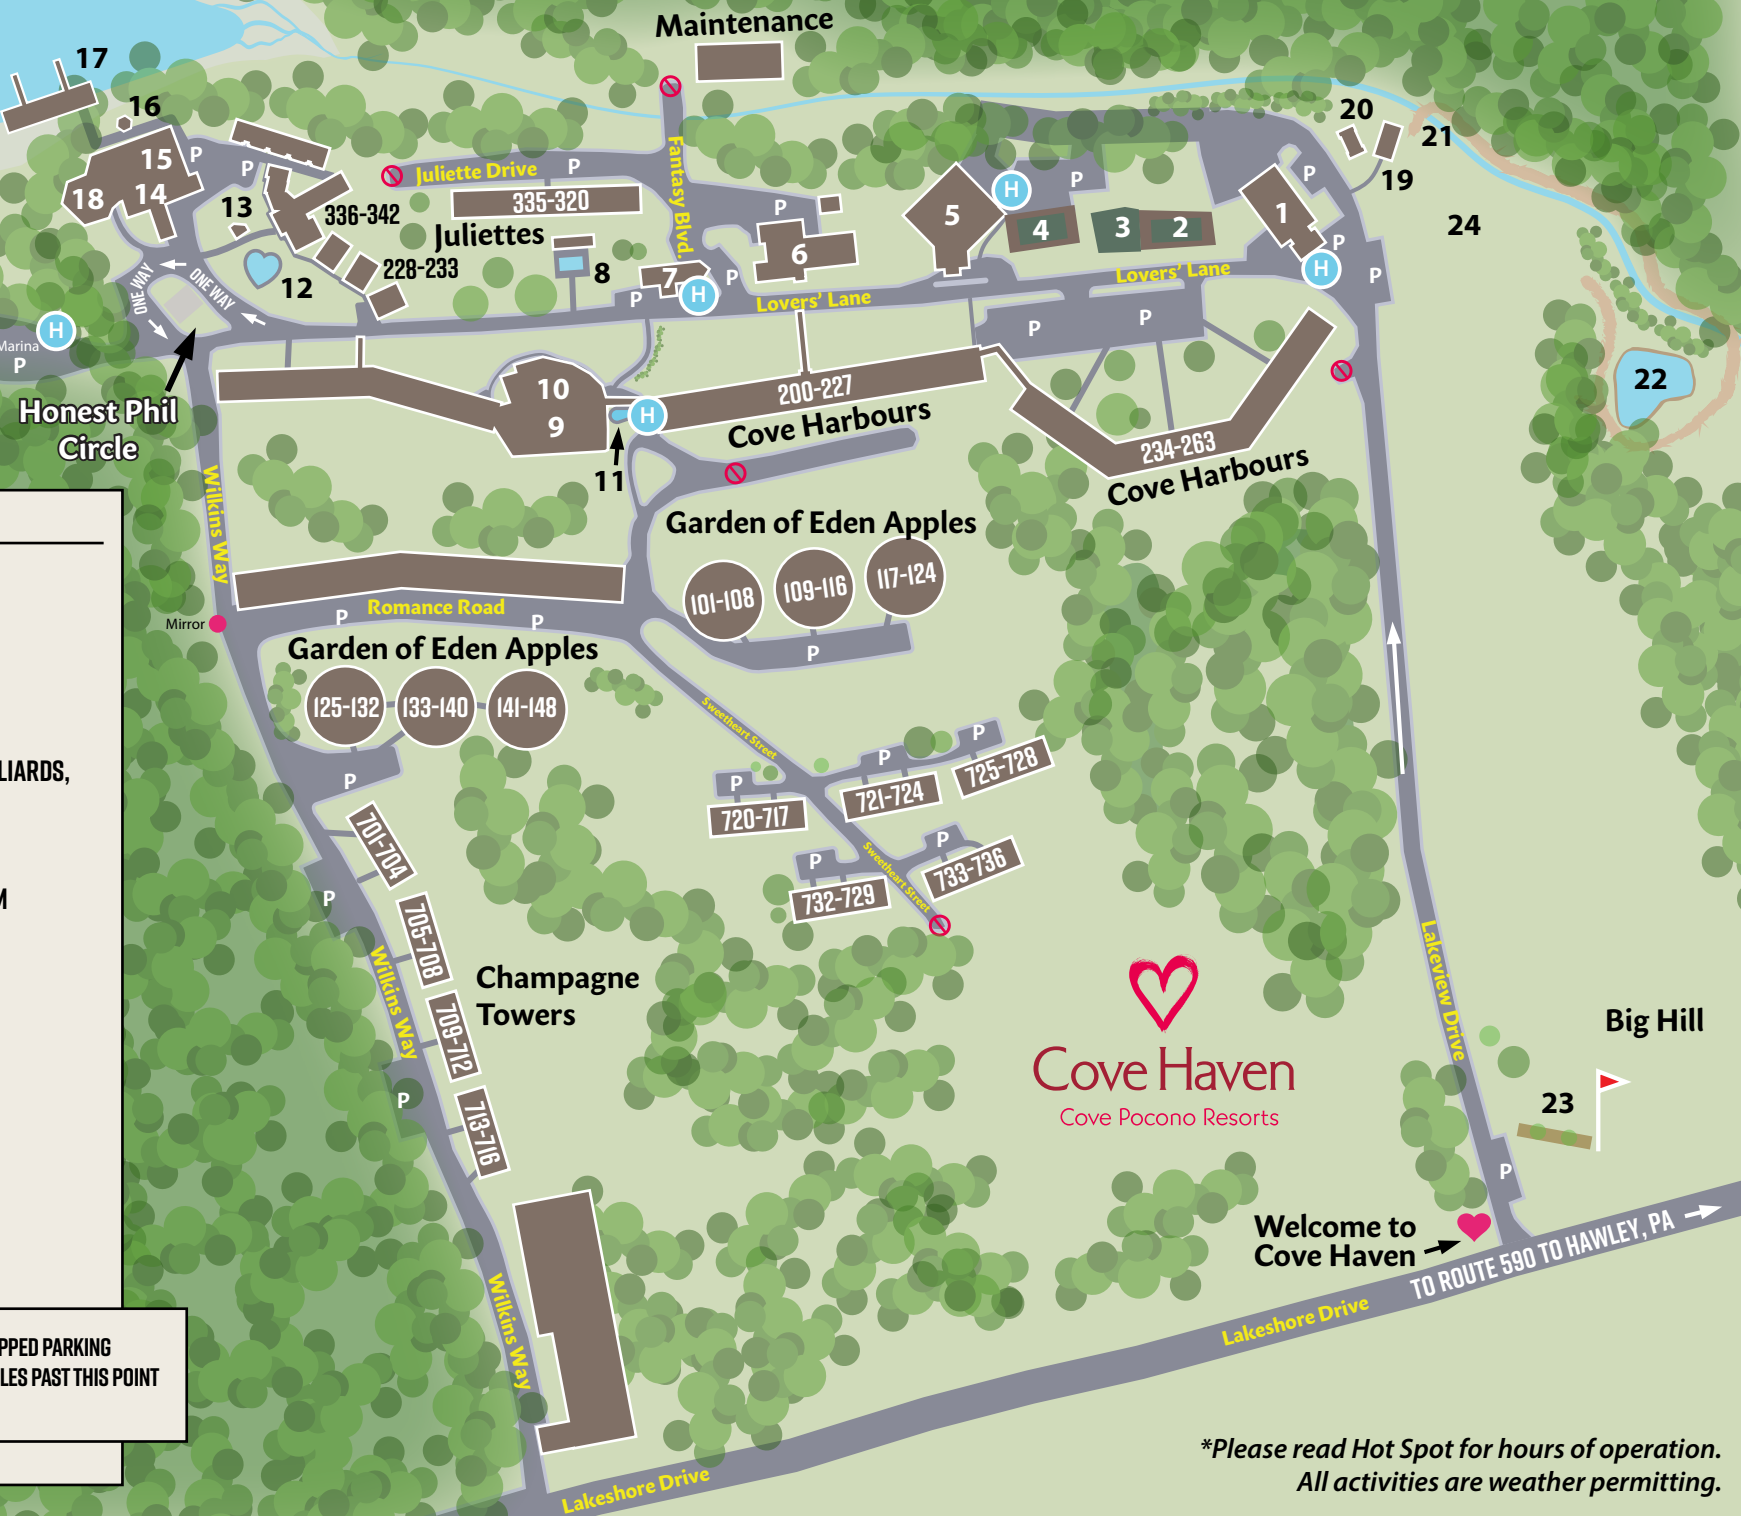 Maintenance
17
16
15
P
P
18
14
13
12
ONE WAY
ONE WAY
H
Marina
P
Honest Phil
Circle
Juliette Drive
P
Fantasy Blvd.
335-320
336-342
Juliettes
228-233
8
7
H
P
P
P
6
Lovers' Lane
5
H
P
4
3
2
1
Lovers' Lane
P
P
H
P
20
21
19
24
22
P
P
10
9
H
11
200-227
Cove Harbours
234-263
Cove Harbours
Wilkins Way
Mirror
Romance Road
P
P
Garden of Eden Apples
101-108
109-116
117-124
P
Garden of Eden Apples
125-132
133-140
141-148
P
Sweetheart Street
P
720-717
P
721-724
P
725-728
P
732-729
Sweetheart Street
P
733-736
701-704
P
705-708
Wilkins Way
709-712
P
713-716
Champagne
Towers
Wilkins Way
LIARDS,
M
PPED PARKING
LES PAST THIS POINT
Cove Haven
Cove Pocono Resorts
Lakeview Drive
Big Hill
23
P
Welcome to
Cove Haven
TO ROUTE 590 TO HAWLEY, PA
Lakeshore Drive
Lakeshore Drive
*Please read Hot Spot for hours of operation.
All activities are weather permitting.